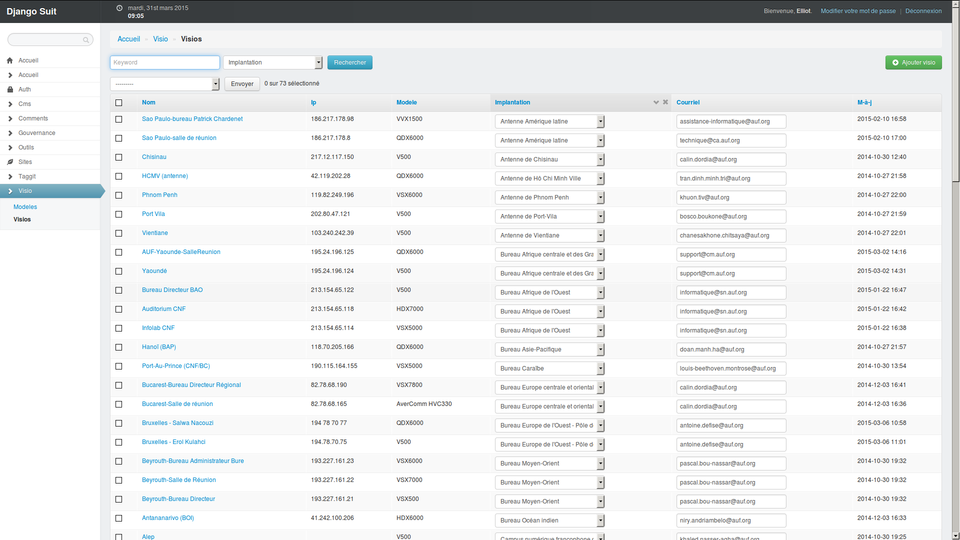 Django Suit
mardi, 31st mars 2015
09:05
Bienvenue, Elliot. Modifier votre mot de passe / Déconnexion
Accueil
Accueil
Auth
Cms
Comments
Gouvernance
Outils
Sites
Taggit
Visio
Modeles
Visios
Accueil Visio Visios
Keyword Implantation Rechercher Ajouter visio
--------- Envoyer 0 sur 73 sélectionné
Nom Ip Modele Implantation Courriel M-à-j
Sao Paulo-bureau Patrick Chardenet 186.217.178.98 VVX1500 Antenne Amérique latine assistance-informatique@auf.org 2015-02-10 16:58
Sao Paulo-salle de réunion 186.217.178.8 QDX6000 Antenne Amérique latine technique@ca.auf.org 2015-02-10 17:00
Chisinau 217.12.117.150 V500 Antenne de Chisinau calin.dordia@auf.org 2014-10-30 12:40
HCMV (antenne) 42.119.202.28 QDX6000 Antenne de Hô Chi Minh Ville tran.dinh.minh.tri@auf.org 2014-10-27 21:58
Phnom Penh 119.82.249.196 VSX6000 Antenne de Phnom Penh khuon.tiv@auf.org 2014-10-27 22:00
Port Vila 202.80.47.121 V500 Antenne de Port-Vila bosco.boukone@auf.org 2014-10-27 21:59
Vientiane 103.240.242.39 V500 Antenne de Vientiane chanesakhone.chitsaya@auf.org 2014-10-27 22:01
AUF-Yaounde-SalleReunion 195.24.196.125 QDX6000 Bureau Afrique centrale et des Gra support@cm.auf.org 2015-03-02 14:16
Yaoundé 195.24.196.124 V500 Bureau Afrique centrale et des Gra support@cm.auf.org 2015-03-02 14:31
Bureau Directeur BAO 213.154.65.122 V500 Bureau Afrique de l'Ouest informatique@sn.auf.org 2015-01-22 16:47
Auditorium CNF 213.154.65.118 HDX7000 Bureau Afrique de l'Ouest informatique@sn.auf.org 2015-01-22 16:42
Infolab CNF 213.154.65.114 VSX5000 Bureau Afrique de l'Ouest informatique@sn.auf.org 2015-01-22 16:38
Hanoï (BAP) 118.70.205.166 QDX6000 Bureau Asie-Pacifique doan.manh.ha@auf.org 2014-10-27 21:57
Port-Au-Prince (CNF/BC) 190.115.164.155 VSX5000 Bureau Caraïbe louis-beethoven.montrose@auf.org 2014-10-30 13:54
Bucarest-Bureau Directeur Régional 82.78.68.190 VSX7800 Bureau Europe centrale et oriental calin.dordia@auf.org 2014-12-03 16:41
Bucarest-Salle de réunion 82.78.68.165 AverComm HVC330 Bureau Europe centrale et oriental calin.dordia@auf.org 2014-12-03 16:36
Bruxelles - Salwa Nacouzi 194 78 70 77 QDX6000 Bureau Europe de l'Ouest - Pôle d antoine.defise@auf.org 2015-03-06 10:58
Bruxelles - Erol Kulahci 194.78.70.75 V500 Bureau Europe de l'Ouest - Pôle d antoine.defise@auf.org 2015-03-06 11:01
Beyrouth-Bureau Administrateur Bure 193.227.161.23 VSX6000 Bureau Moyen-Orient pascal.bou-nassar@auf.org 2014-10-30 19:32
Beyrouth-Salle de Réunion 193.227.161.22 VSX7000 Bureau Moyen-Orient pascal.bou-nassar@auf.org 2014-10-30 19:32
Beyrouth-Bureau Directeur 193.227.161.21 VSX500 Bureau Moyen-Orient pascal.bou-nassar@auf.org 2014-10-30 19:32
Antananarivo (BOI) 41.242.100.206 HDX6000 Bureau Océan indien niry.andriambelo@auf.org 2014-12-03 16:33
Alep V500 Campus numérique francophone khaled.nasser-agha@auf.org 2014-10-30 19:25